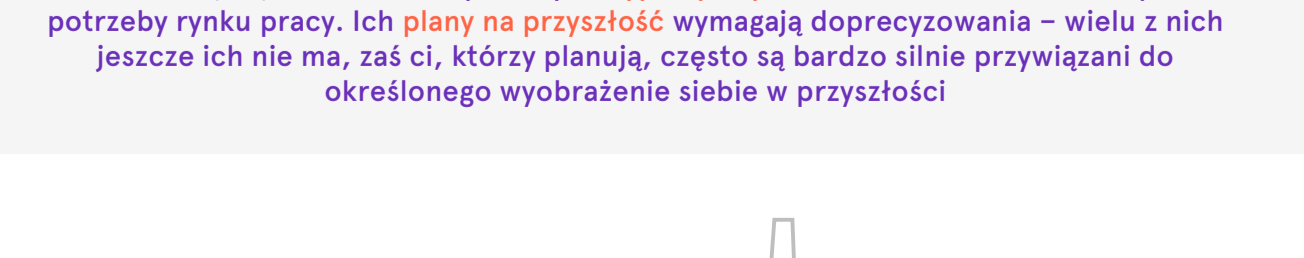 potrzeby rynku pracy. Ich plany na przyszłość wymagają doprecyzowania – wielu z nich
jeszcze ich nie ma, zaś ci, którzy planują, często są bardzo silnie przywiązani do
określonego wyobrażenie siebie w przyszłości